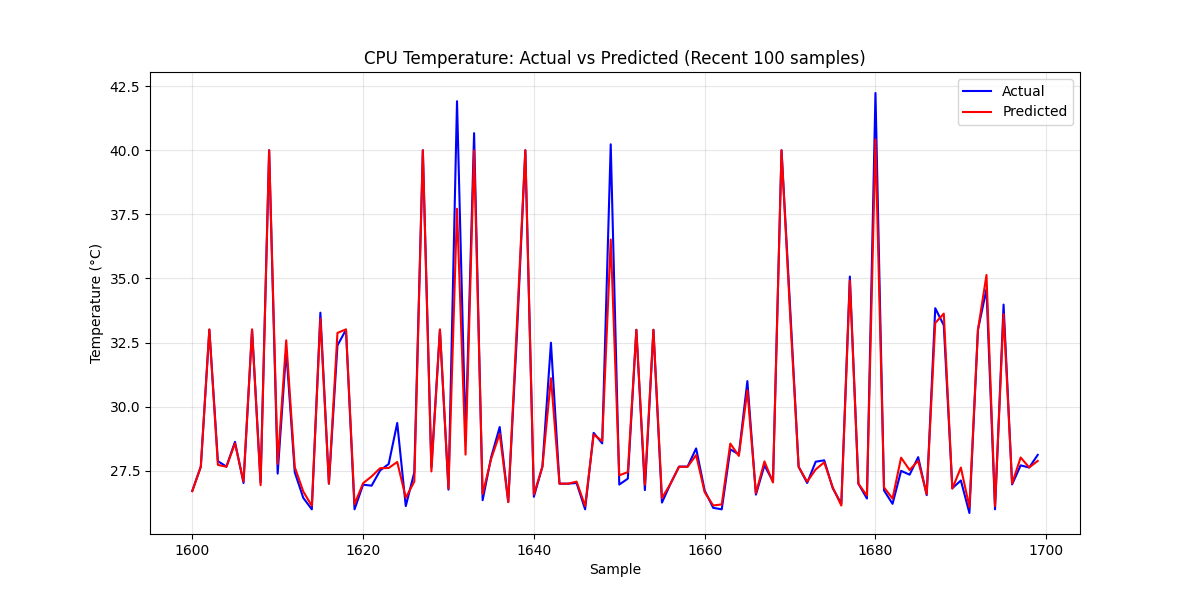 CPU Temperature: Actual vs Predicted (Recent 100 samples)
Actual
Predicted
42.5
40.0
37.5
35.0
32.5
30.0
27.5
Temperature (°C)
1600 1620 1640 1660 1680 1700
Sample